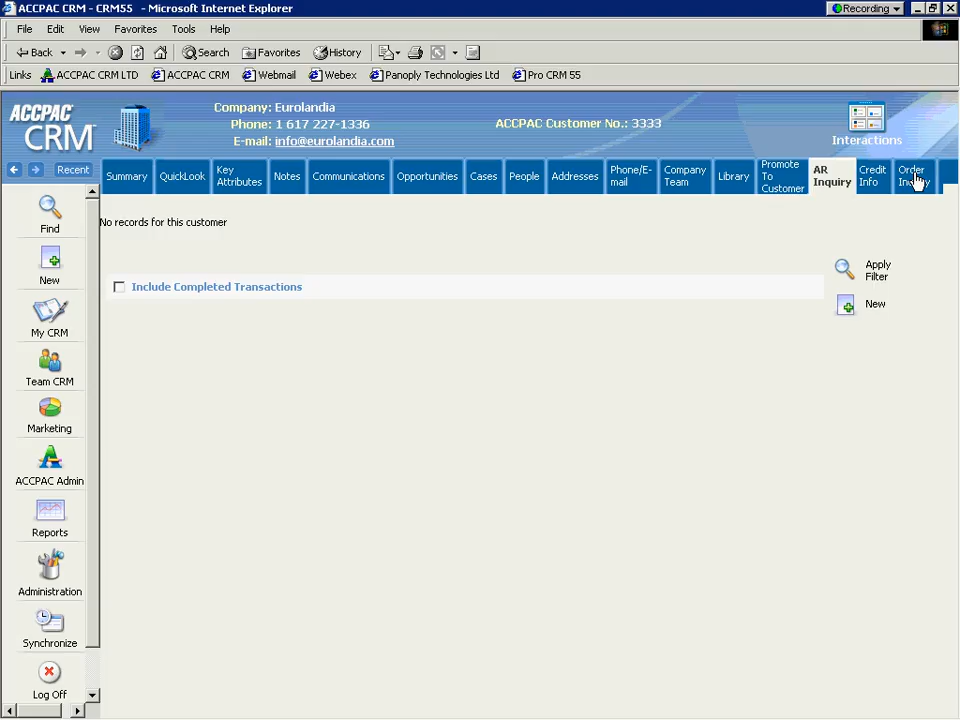 ACCPAC CRM - CRM55 - Microsoft Internet Explorer
Recording
File Edit View Favorites Tools Help
Back Search Favorites History
Links ACCPAC CRM LTD ACCPAC CRM Webmail Webex Panoply Technologies Ltd Pro CRM 55
ACCPAC
CRM
Company: Eurolandia
Phone: 1 617 227-1336
E-mail: info@eurolandia.com
ACCPAC Customer No.: 3333
Interactions
Recent
Summary
QuickLook
Key
Attributes
Notes
Communications
Opportunities
Cases
People
Addresses
Phone/E-
mail
Company
Team
Library
Promote
To
Customer
AR
Inquiry
Credit
Info
Order
Inquiry
Find
New
My CRM
Team CRM
Marketing
ACCPAC Admin
Reports
Administration
Synchronize
Log Off
No records for this customer
Include Completed Transactions
Apply
Filter
New